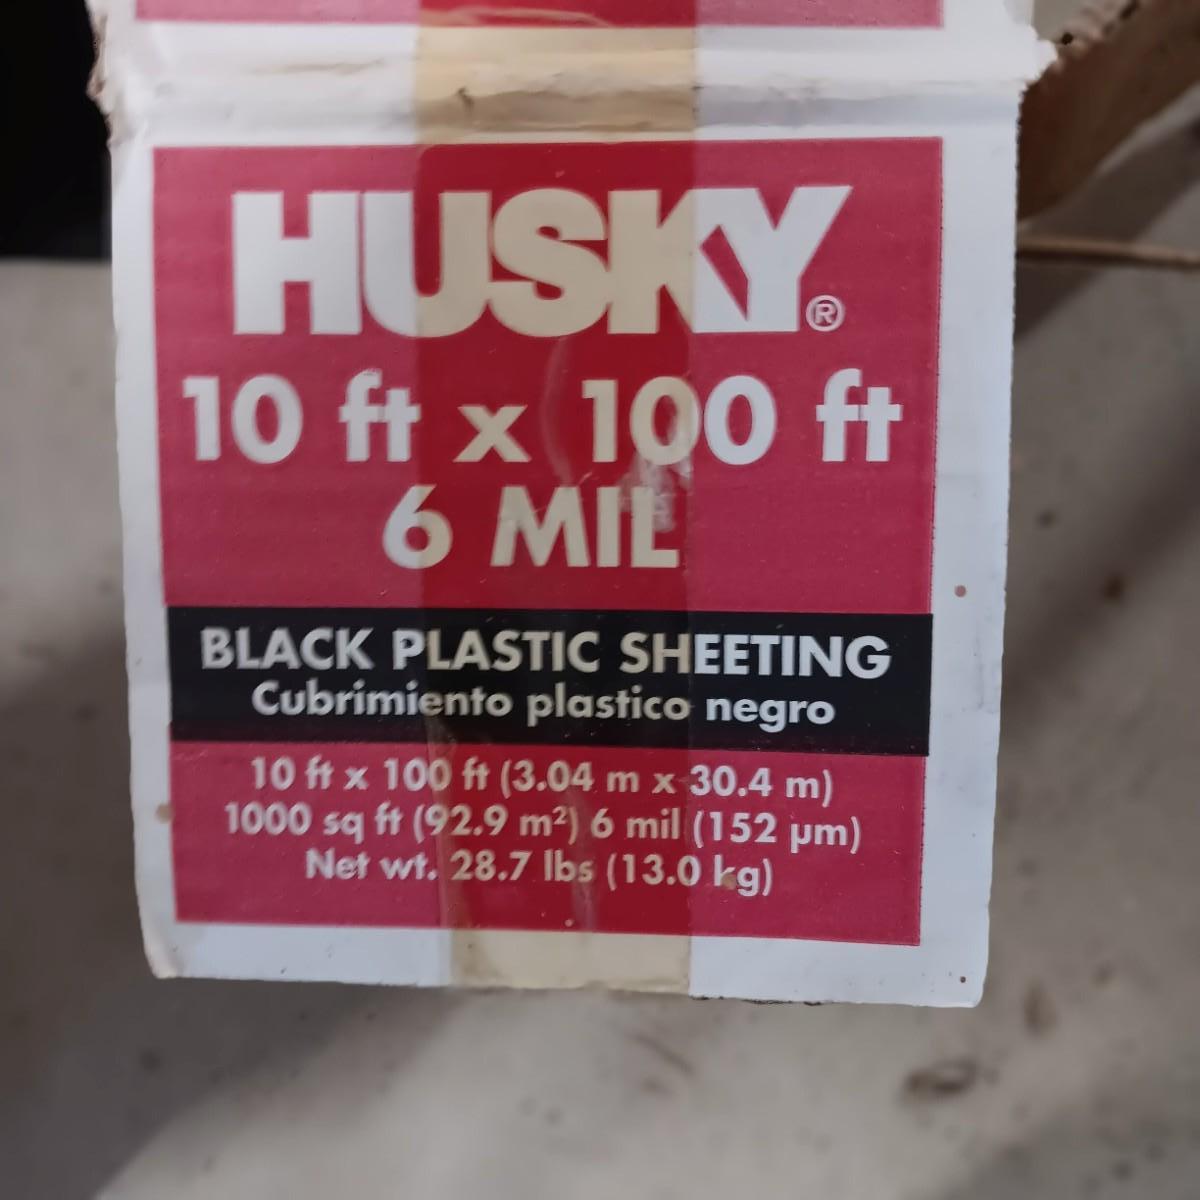 HUSKY®
10 ft x 100 ft
6 MIL
BLACK PLASTIC SHEETING
Cubrimiento plastico negro
10 ft x 100 ft (3.04 m x 30.4 m)
1000 sq ft (92.9 m²) 6 mil (152 µm)
Net wt. 28.7 lbs (13.0 kg)